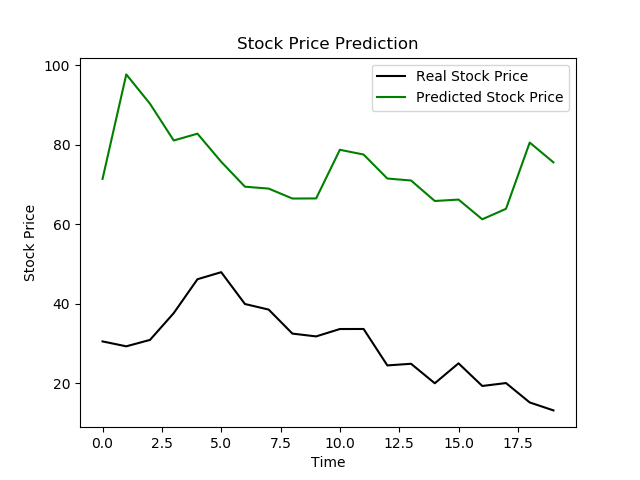 Stock Price Prediction
Real Stock Price
Predicted Stock Price
100
80
60
40
20
Stock Price
0.0 2.5 5.0 7.5 10.0 12.5 15.0 17.5
Time